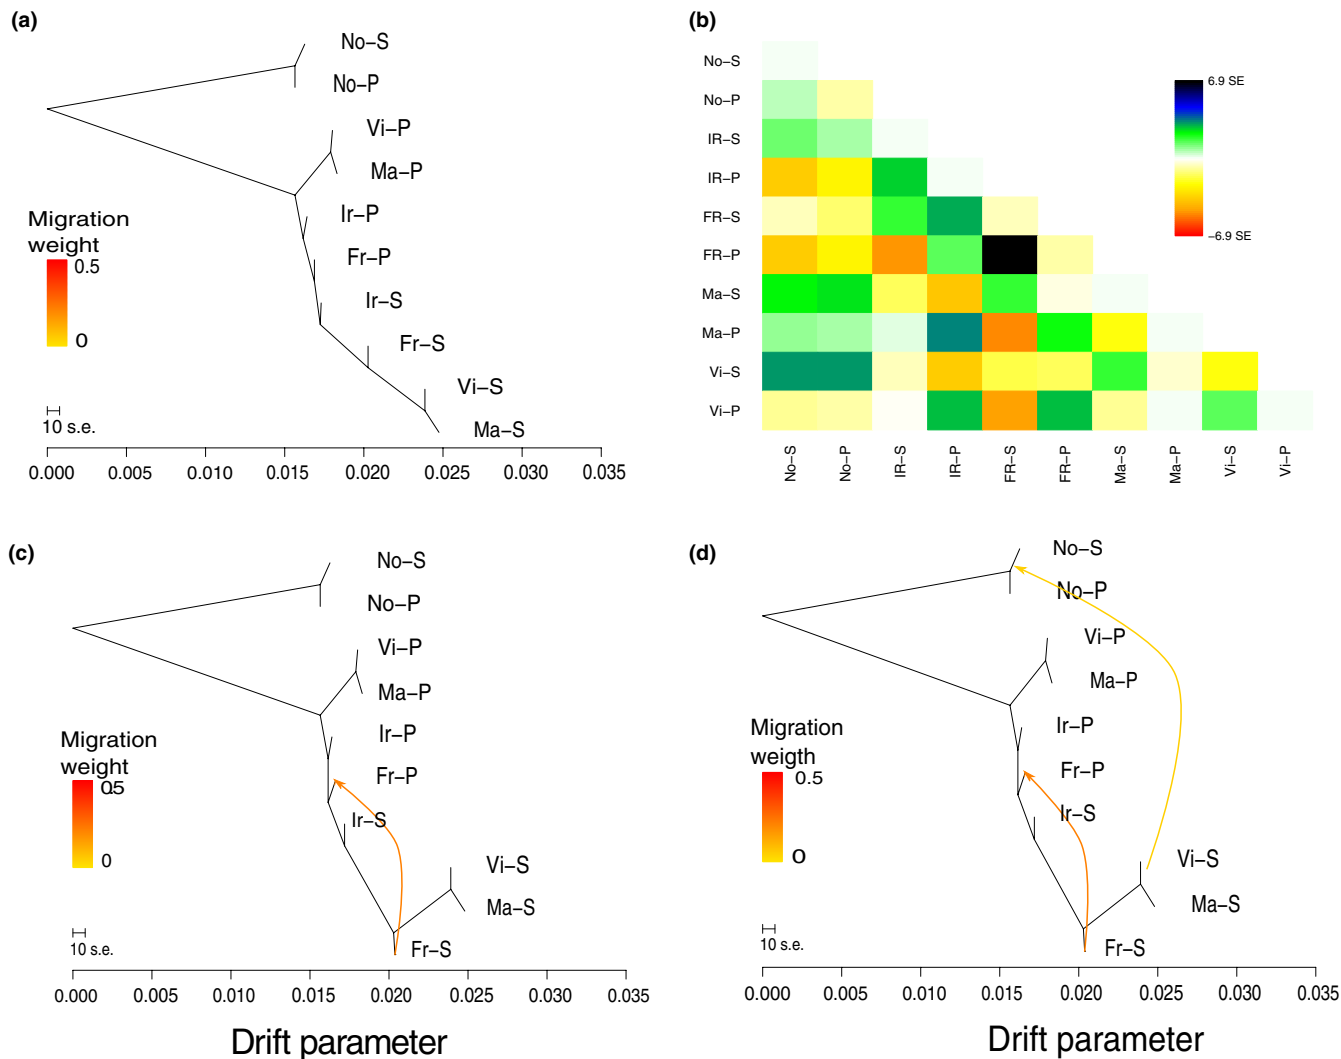 (a)
No–S
No–P
Vi–P
Ma–P
Ir–P
Fr–P
Ir–S
Fr–S
Vi–S
Ma–S
Migration
weight
0.5
0
10 s.e.
0.000 0.005 0.010 0.015 0.020 0.025 0.030 0.035
(b)
No–S
No–P
IR–S
IR–P
FR–S
FR–P
Ma–S
Ma–P
Vi–S
Vi–P
6.9 SE
−6.9 SE
No–S No–P IR–S IR–P FR–S FR–P Ma–S Ma–P Vi–S Vi–P
(c)
No–S
No–P
Vi–P
Ma–P
Ir–P
Fr–P
Ir–S
Vi–S
Ma–S
Fr–S
Migration
weight
0.5
0
10 s.e.
0.000 0.005 0.010 0.015 0.020 0.025 0.030 0.035
Drift parameter
(d)
No–S
No–P
Vi–P
Ma–P
Ir–P
Fr–P
Ir–S
Vi–S
Ma–S
Fr–S
Migration
weigth
0.5
0
10 s.e.
0.000 0.005 0.010 0.015 0.020 0.025 0.030 0.035
Drift parameter